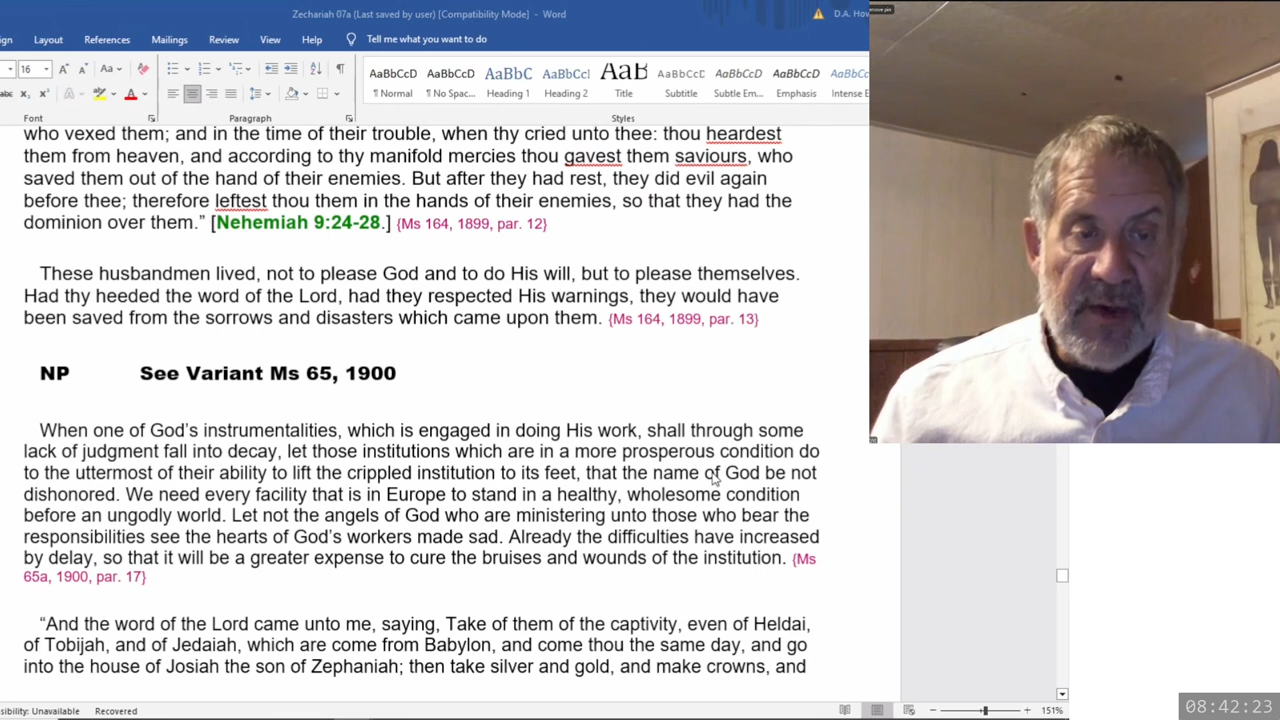 Zechariah 07a (Last saved by user) [Compatibility Mode] - Word
D.A. How
ign Layout References Mailings Review View Help Tell me what you want to do
16 A A Aa
abc X₂ X² A A
AaBbCcD AaBbCcD AaBbC AaBbCcI AaB AaBbCcD AaBbCcD AaBbCcD AaBbCc
¶ Normal ¶ No Spac... Heading 1 Heading 2 Title Subtitle Subtle Em... Emphasis Intense E
Font Paragraph Styles
who vexed them; and in the time of their trouble, when thy cried unto thee: thou heardest
them from heaven, and according to thy manifold mercies thou gavest them saviours, who
saved them out of the hand of their enemies. But after they had rest, they did evil again
before thee; therefore leftest thou them in the hands of their enemies, so that they had the
dominion over them.” [Nehemiah 9:24-28.] {Ms 164, 1899, par. 12}
These husbandmen lived, not to please God and to do His will, but to please themselves.
Had thy heeded the word of the Lord, had they respected His warnings, they would have
been saved from the sorrows and disasters which came upon them. {Ms 164, 1899, par. 13}
NP See Variant Ms 65, 1900
When one of God’s instrumentalities, which is engaged in doing His work, shall through some
lack of judgment fall into decay, let those institutions which are in a more prosperous condition do
to the uttermost of their ability to lift the crippled institution to its feet, that the name of God be not
dishonored. We need every facility that is in Europe to stand in a healthy, wholesome condition
before an ungodly world. Let not the angels of God who are ministering unto those who bear the
responsibilities see the hearts of God’s workers made sad. Already the difficulties have increased
by delay, so that it will be a greater expense to cure the bruises and wounds of the institution. {Ms
65a, 1900, par. 17}
“And the word of the Lord came unto me, saying, Take of them of the captivity, even of Heldai,
of Tobijah, and of Jedaiah, which are come from Babylon, and come thou the same day, and go
into the house of Josiah the son of Zephaniah; then take silver and gold, and make crowns, and
sibility: Unavailable Recovered
151%
08:42:23